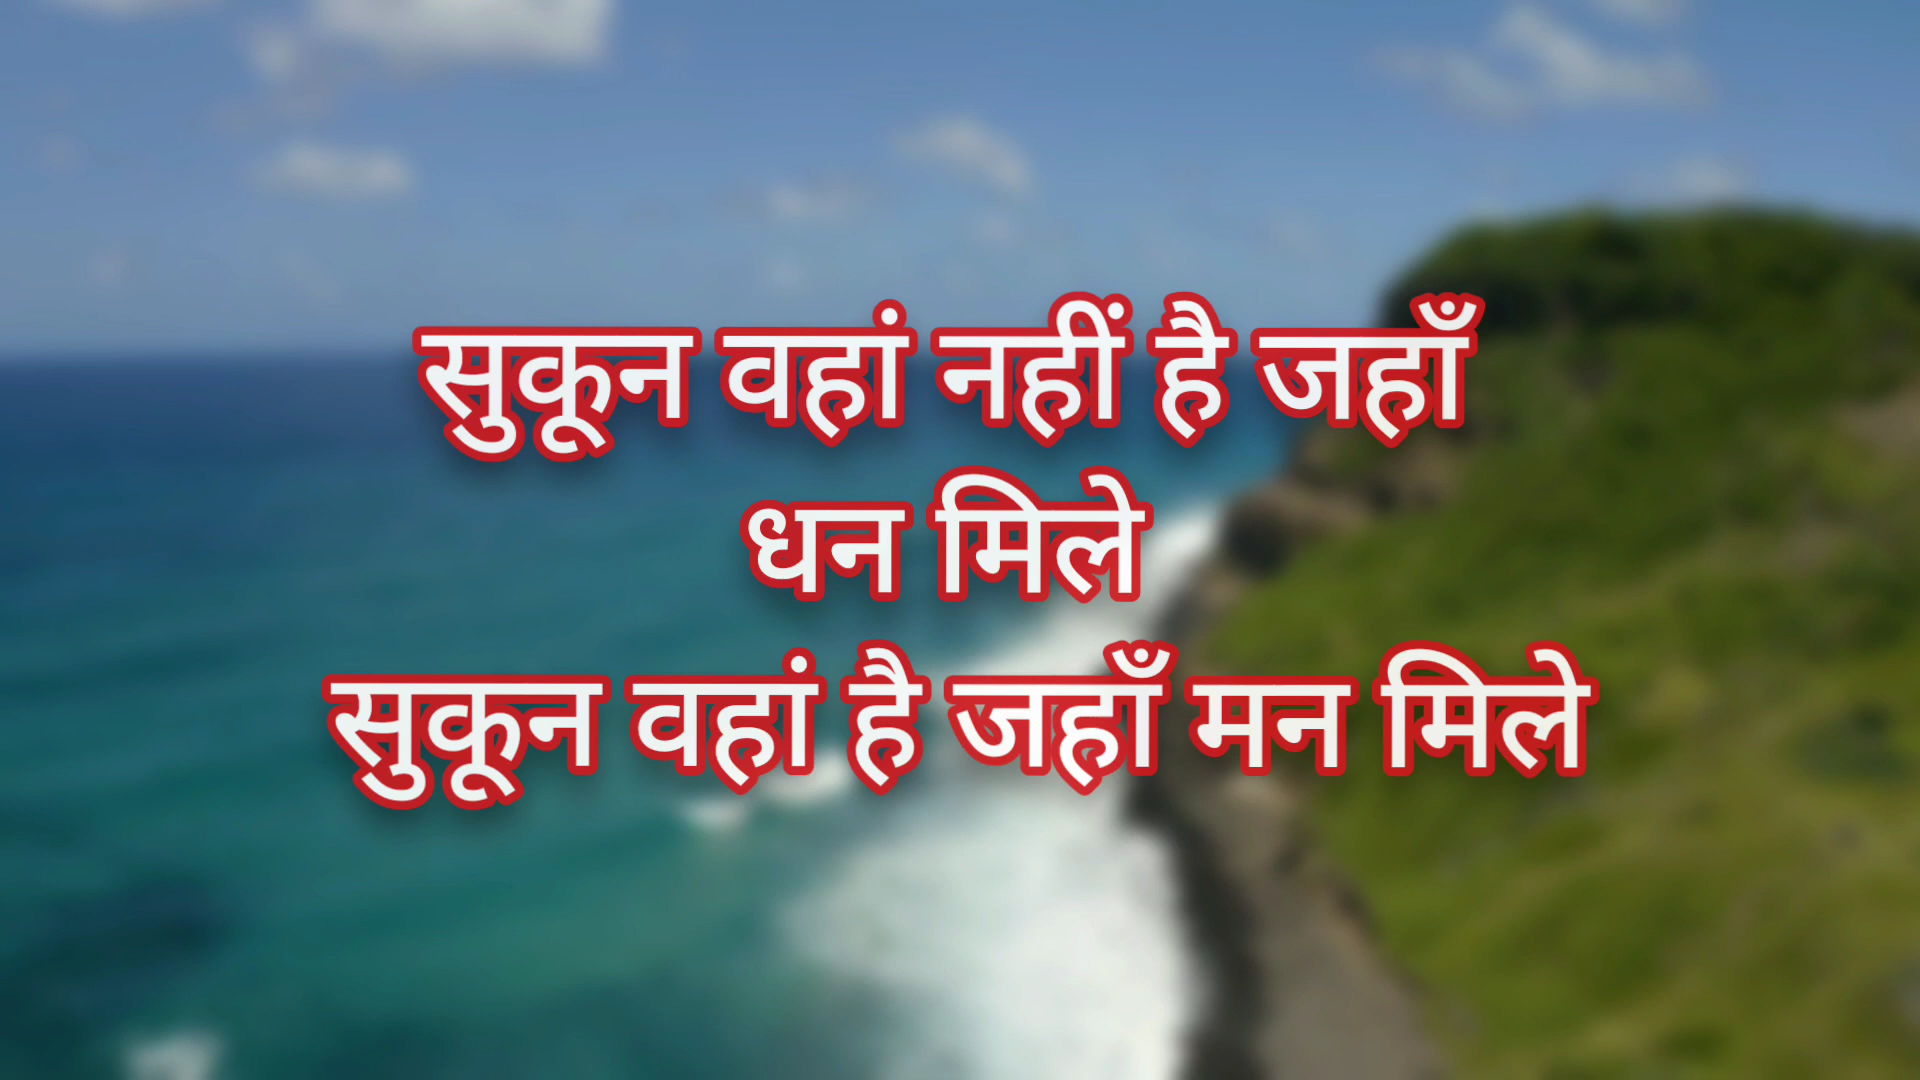 सुकून वहां नहीं है जहाँ
धन मिले
सुकून वहां है जहाँ मन मिले